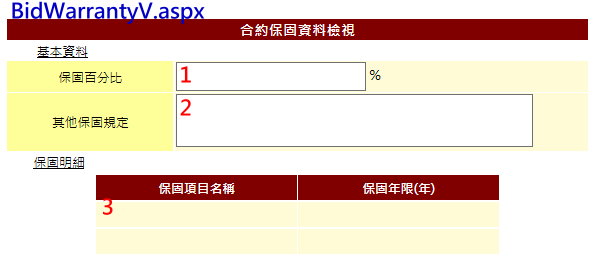 BidWarrantyV.aspx
合約保固資料檢視
基本資料
保固百分比 1 %
其他保固規定 2
保固明細
保固項目名稱 保固年限(年)
3